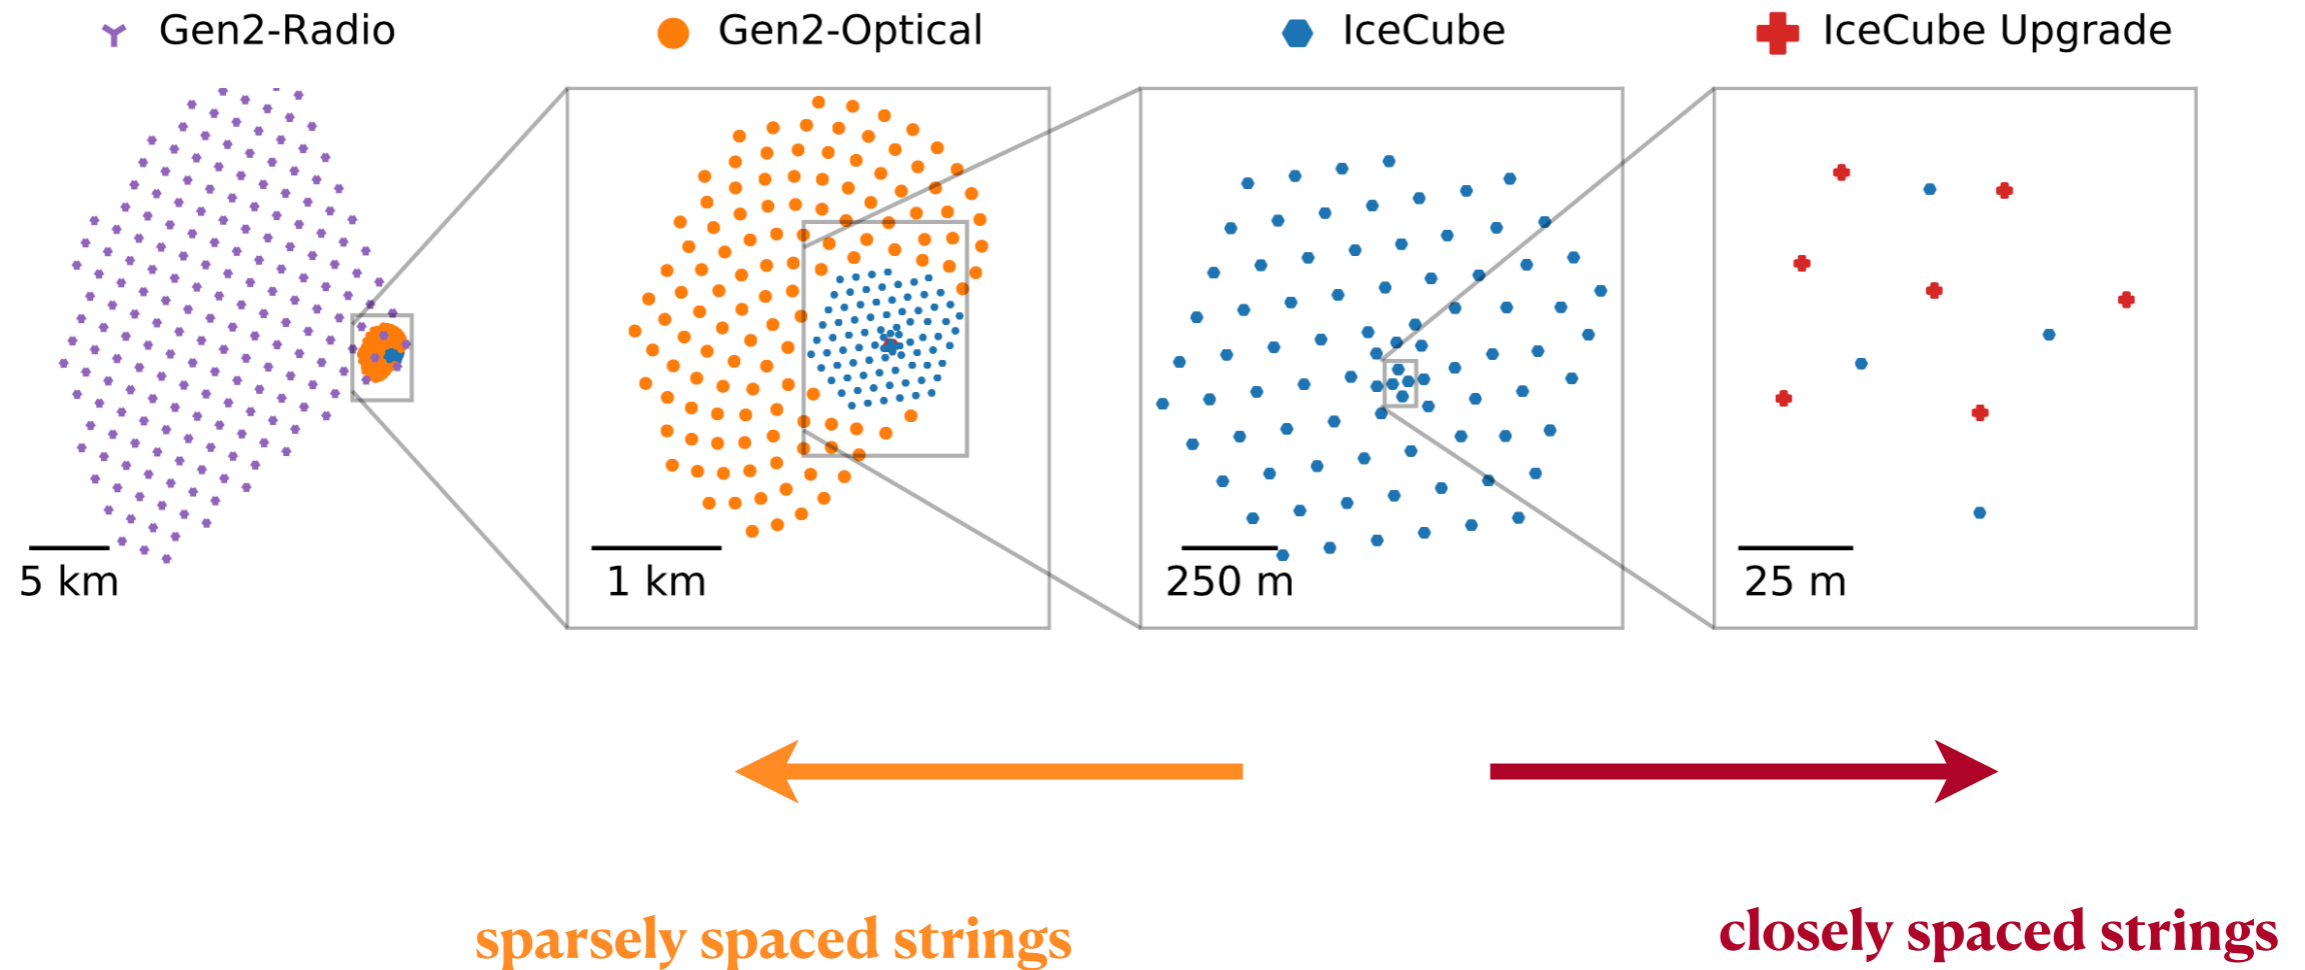 Gen2-Radio
Gen2-Optical
IceCube
IceCube Upgrade
5 km
1 km
250 m
25 m
sparsely spaced strings
closely spaced strings